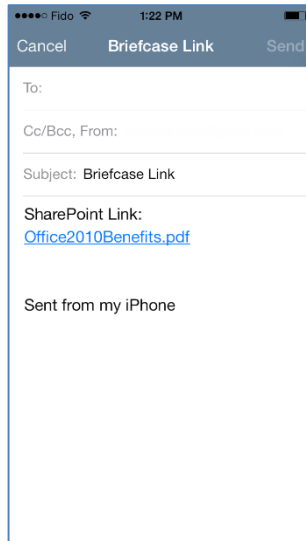 Fido 1:22 PM
Cancel Briefcase Link Send
To:
Cc/Bcc, From:
Subject: Briefcase Link
SharePoint Link:
Office2010Benefits.pdf
Sent from my iPhone